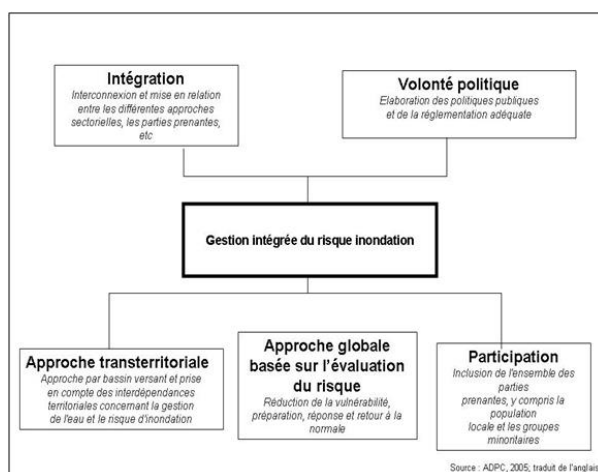 Intégration
Interconnexion et mise en relation
entre les différentes approches
sectorielles, les parties prenantes,
etc
Volonté politique
Elaboration des politiques publiques
et de la réglementation adéquate
Gestion intégrée du risque inondation
Approche transterritoriale
Approche par bassin versant et prise
en compte des interdépendances
territoriales concernant la gestion
de l'eau et le risque d'inondation
Approche globale
basée sur l'évaluation
du risque
Réduction de la vulnérabilité,
préparation, réponse et retour à la
normale
Participation
Inclusion de l'ensemble des
parties
prenantes, y compris la
population
locale et les groupes
minoritaires
Source : ADPC, 2005; traduit de l'anglais